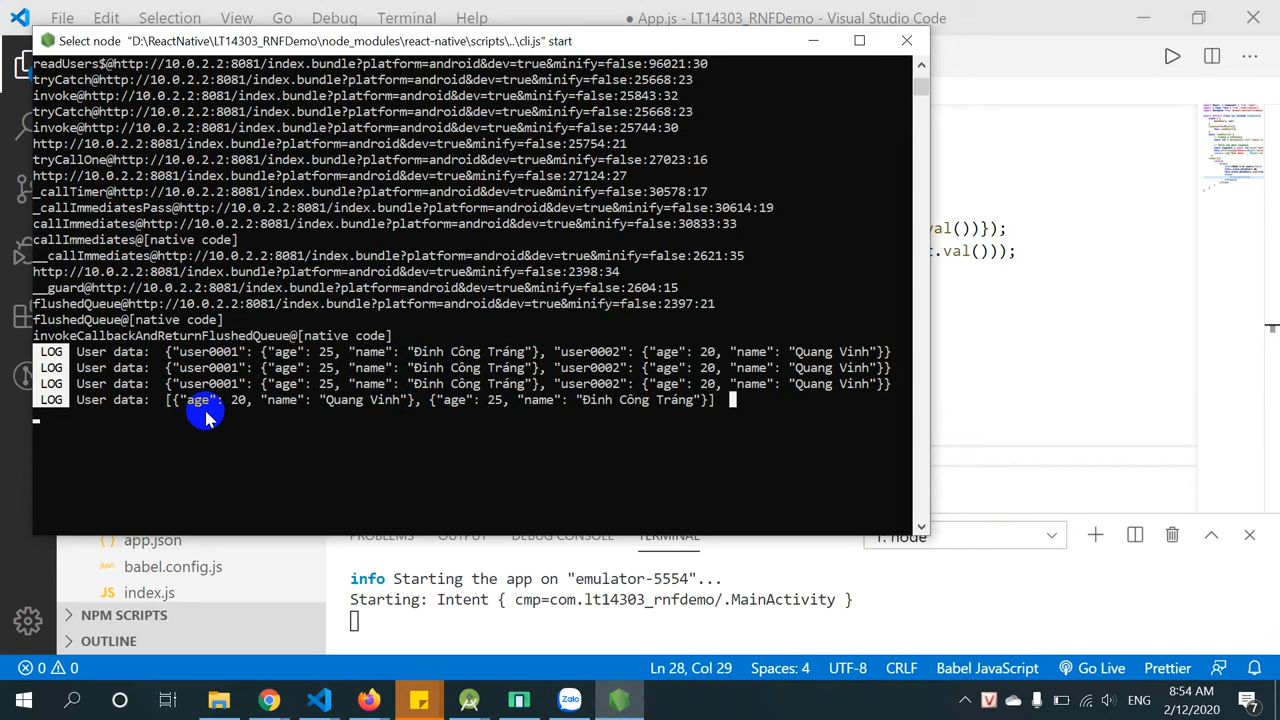 File Edit Selection View Go Debug Terminal Help ● App.js - LT14303_RNFDemo - Visual Studio Code
Select node "D:\ReactNative\LT14303_RNFDemo\node_modules\react-native\scripts\..\cli.js" start
readUsers$@http://10.0.2.2:8081/index.bundle?platform=android&dev=true&minify=false:96021:30
tryCatch@http://10.0.2.2:8081/index.bundle?platform=android&dev=true&minify=false:25668:23
invoke@http://10.0.2.2:8081/index.bundle?platform=android&dev=true&minify=false:25843:32
tryCatch@http://10.0.2.2:8081/index.bundle?platform=android&dev=true&minify=false:25668:23
invoke@http://10.0.2.2:8081/index.bundle?platform=android&dev=true&minify=false:25744:30
http://10.0.2.2:8081/index.bundle?platform=android&dev=true&minify=false:25754:19
tryCallOne@http://10.0.2.2:8081/index.bundle?platform=android&dev=true&minify=false:27023:16
http://10.0.2.2:8081/index.bundle?platform=android&dev=true&minify=false:27124:27
_callTimer@http://10.0.2.2:8081/index.bundle?platform=android&dev=true&minify=false:30578:17
_callImmediatesPass@http://10.0.2.2:8081/index.bundle?platform=android&dev=true&minify=false:30614:19
callImmediates@http://10.0.2.2:8081/index.bundle?platform=android&dev=true&minify=false:30833:33
callImmediates@[native code]
__callImmediates@http://10.0.2.2:8081/index.bundle?platform=android&dev=true&minify=false:2621:35
http://10.0.2.2:8081/index.bundle?platform=android&dev=true&minify=false:2398:34
__guard@http://10.0.2.2:8081/index.bundle?platform=android&dev=true&minify=false:2604:15
flushedQueue@http://10.0.2.2:8081/index.bundle?platform=android&dev=true&minify=false:2397:21
flushedQueue@[native code]
invokeCallbackAndReturnFlushedQueue@[native code]
LOG User data: {"user0001": {"age": 25, "name": "Đinh Công Tráng"}, "user0002": {"age": 20, "name": "Quang Vinh"}}
LOG User data: {"user0001": {"age": 25, "name": "Đinh Công Tráng"}, "user0002": {"age": 20, "name": "Quang Vinh"}}
LOG User data: {"user0001": {"age": 25, "name": "Đinh Công Tráng"}, "user0002": {"age": 20, "name": "Quang Vinh"}}
LOG User data: [{"age": 20, "name": "Quang Vinh"}, {"age": 25, "name": "Đinh Công Tráng"}]
val())});
t.val()));
PROBLEMS OUTPUT DEBUG CONSOLE TERMINAL 1: node
app.json
babel.config.js
index.js
NPM SCRIPTS
OUTLINE
info Starting the app on "emulator-5554"...
Starting: Intent { cmp=com.lt14303_rnfdemo/.MainActivity }
0 0 Ln 28, Col 29 Spaces: 4 UTF-8 CRLF Babel JavaScript Go Live Prettier
ENG 8:54 AM
2/12/2020